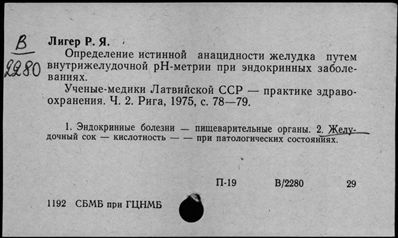 В
2280
Лигер Р. Я.
Определение истинной анацидности желудка путем
внутрижелудочной рН-метрии при эндокринных заболе-
ваниях.
Ученые-медики Латвийской ССР — практике здраво-
охранения. Ч. 2. Рига, 1975, с. 78—79.
1. Эндокринные болезни — пищеварительные органы. 2. Желу-
дочный сок — кислотность — — при патологических состояниях.
П-19 В/2280 29
1192 СБМБ при ГЦНМБ